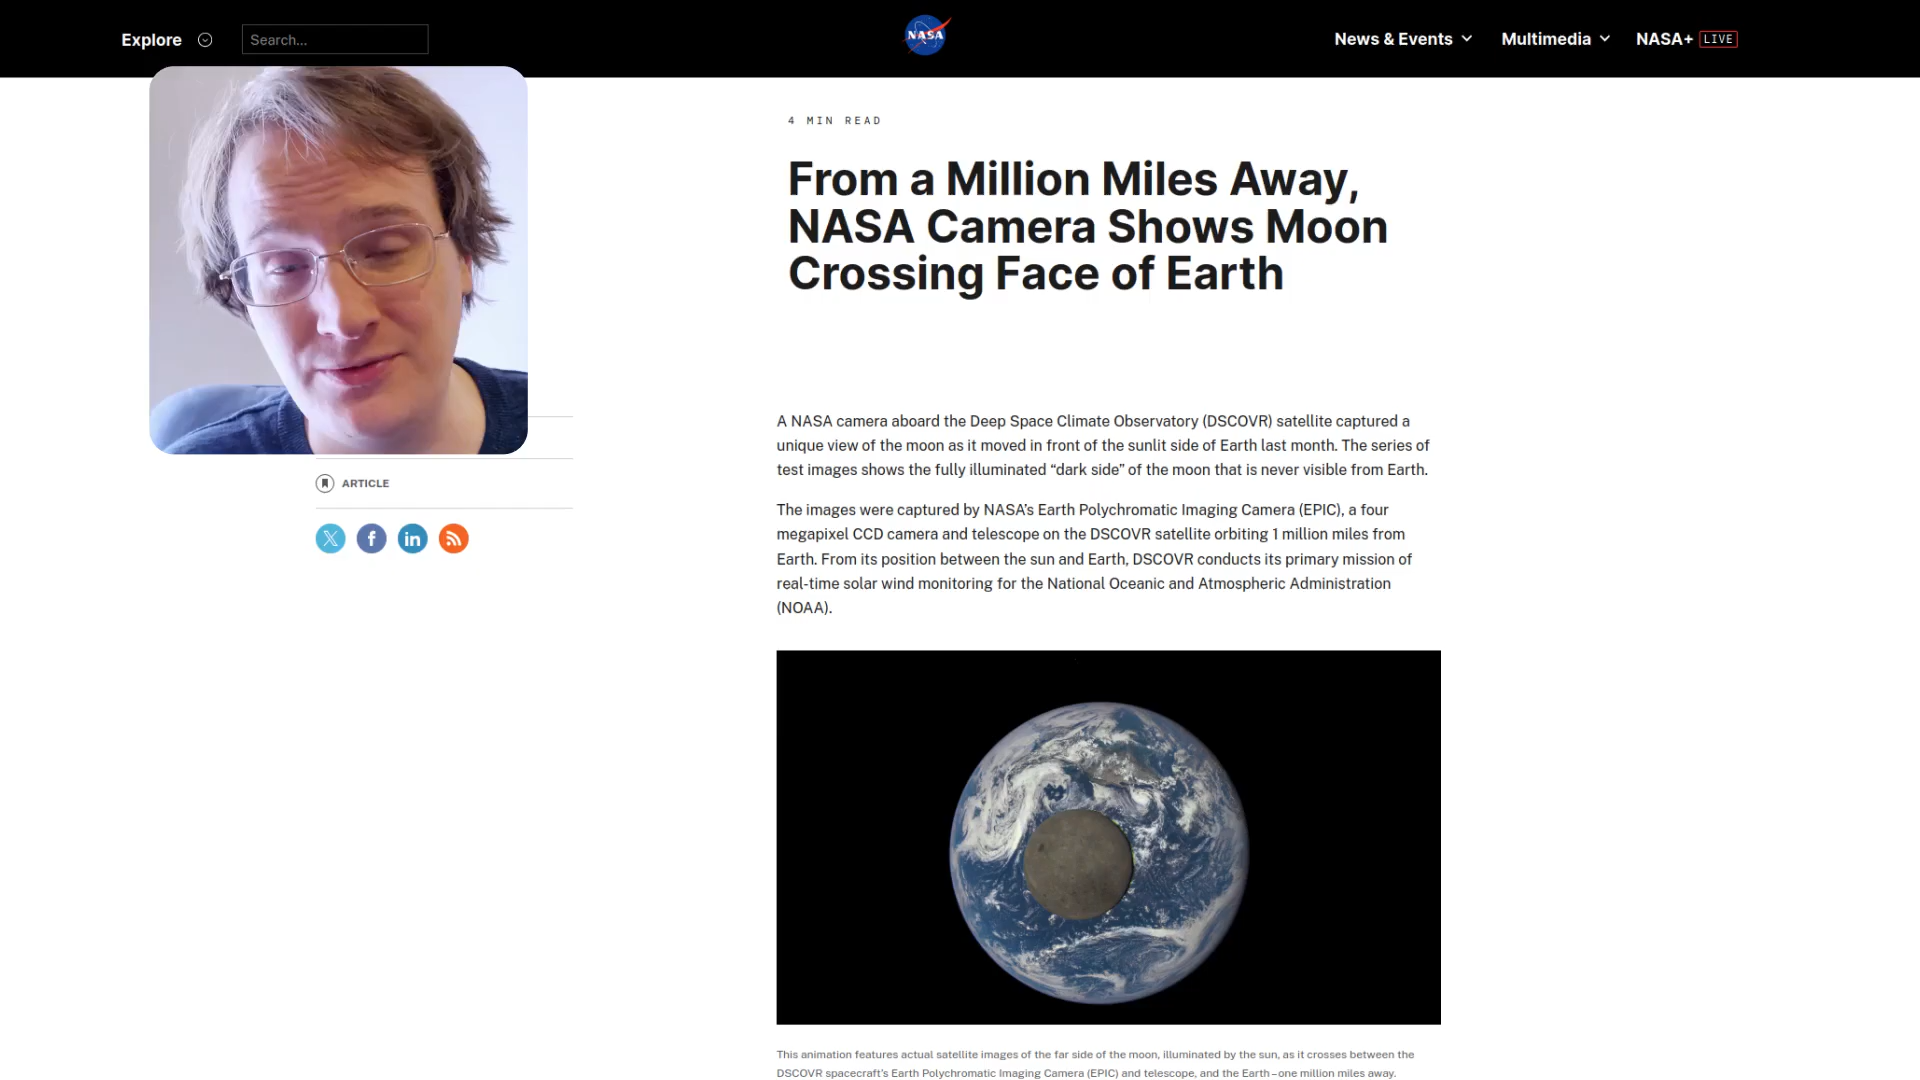 Explore
Search...
NASA
News & Events
Multimedia
NASA+ LIVE
4 MIN READ
From a Million Miles Away,
NASA Camera Shows Moon
Crossing Face of Earth
ARTICLE
A NASA camera aboard the Deep Space Climate Observatory (DSCOVR) satellite captured a
unique view of the moon as it moved in front of the sunlit side of Earth last month. The series of
test images shows the fully illuminated “dark side” of the moon that is never visible from Earth.
The images were captured by NASA’s Earth Polychromatic Imaging Camera (EPIC), a four
megapixel CCD camera and telescope on the DSCOVR satellite orbiting 1 million miles from
Earth. From its position between the sun and Earth, DSCOVR conducts its primary mission of
real-time solar wind monitoring for the National Oceanic and Atmospheric Administration
(NOAA).
This animation features actual satellite images of the far side of the moon, illuminated by the sun, as it crosses between the
DSCOVR spacecraft’s Earth Polychromatic Imaging Camera (EPIC) and telescope, and the Earth – one million miles away.